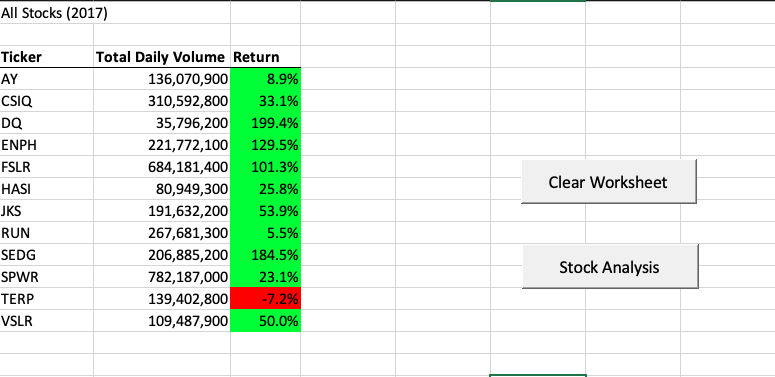 All Stocks (2017)
Ticker Total Daily Volume Return
AY 136,070,900 8.9%
CSIQ 310,592,800 33.1%
DQ 35,796,200 199.4%
ENPH 221,772,100 129.5%
FSLR 684,181,400 101.3%
HASI 80,949,300 25.8%
JKS 191,632,200 53.9%
RUN 267,681,300 5.5%
SEDG 206,885,200 184.5%
SPWR 782,187,000 23.1%
TERP 139,402,800 -7.2%
VSLR 109,487,900 50.0%
Clear Worksheet
Stock Analysis